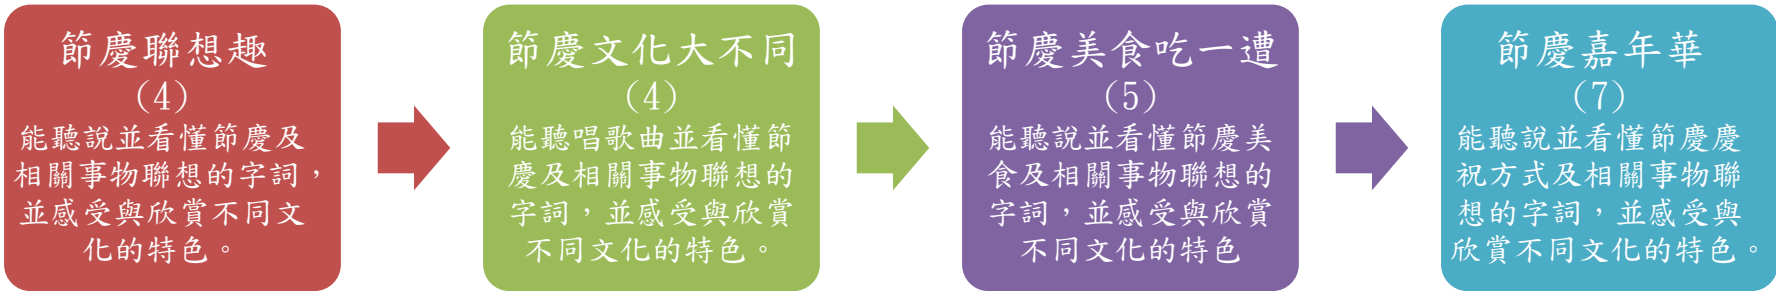 節慶聯想趣
(4)
能聽說並看懂節慶及
相關事物聯想的字詞，
並感受與欣賞不同文
化的特色。
節慶文化大不同
(4)
能聽唱歌曲並看懂節
慶及相關事物聯想的
字詞，並感受與欣賞
不同文化的特色。
節慶美食吃一遭
(5)
能聽說並看懂節慶美
食及相關事物聯想的
字詞，並感受與欣賞
不同文化的特色
節慶嘉年華
(7)
能聽說並看懂節慶慶
祝方式及相關事物聯
想的字詞，並感受與
欣賞不同文化的特色。